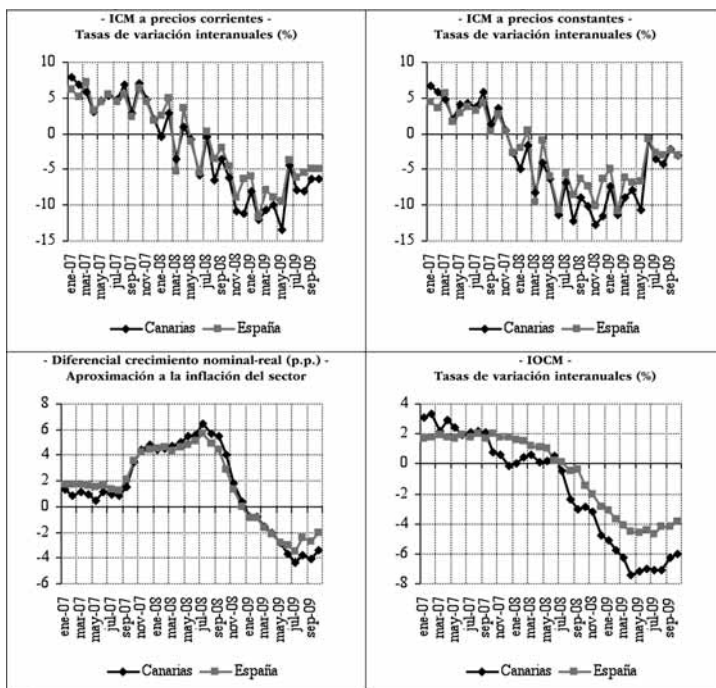 - ICM a precios corrientes -
Tasas de variación interanuales (%)
10
5
0
-5
-10
-15
ene-07
mar-07
may-07
jul-07
sep-07
nov-07
ene-08
mar-08
may-08
jul-08
sep-08
nov-08
ene-09
mar-09
may-09
jul-09
sep-09
Canarias
España
- ICM a precios constantes -
Tasas de variación interanuales (%)
10
5
0
-5
-10
-15
ene-07
mar-07
may-07
jul-07
sep-07
nov-07
ene-08
mar-08
may-08
jul-08
sep-08
nov-08
ene-09
mar-09
may-09
jul-09
sep-09
Canarias
España
- Diferencial crecimiento nominal-real (p.p.) -
Aproximación a la inflación del sector
8
6
4
2
0
-2
-4
-6
ene-07
mar-07
may-07
jul-07
sep-07
nov-07
ene-08
mar-08
may-08
jul-08
sep-08
nov-08
ene-09
mar-09
may-09
jul-09
sep-09
Canarias
España
- IOCM -
Tasas de variación interanuales (%)
4
2
0
-2
-4
-6
-8
ene-07
mar-07
may-07
jul-07
sep-07
nov-07
ene-08
mar-08
may-08
jul-08
sep-08
nov-08
ene-09
mar-09
may-09
jul-09
sep-09
Canarias
España